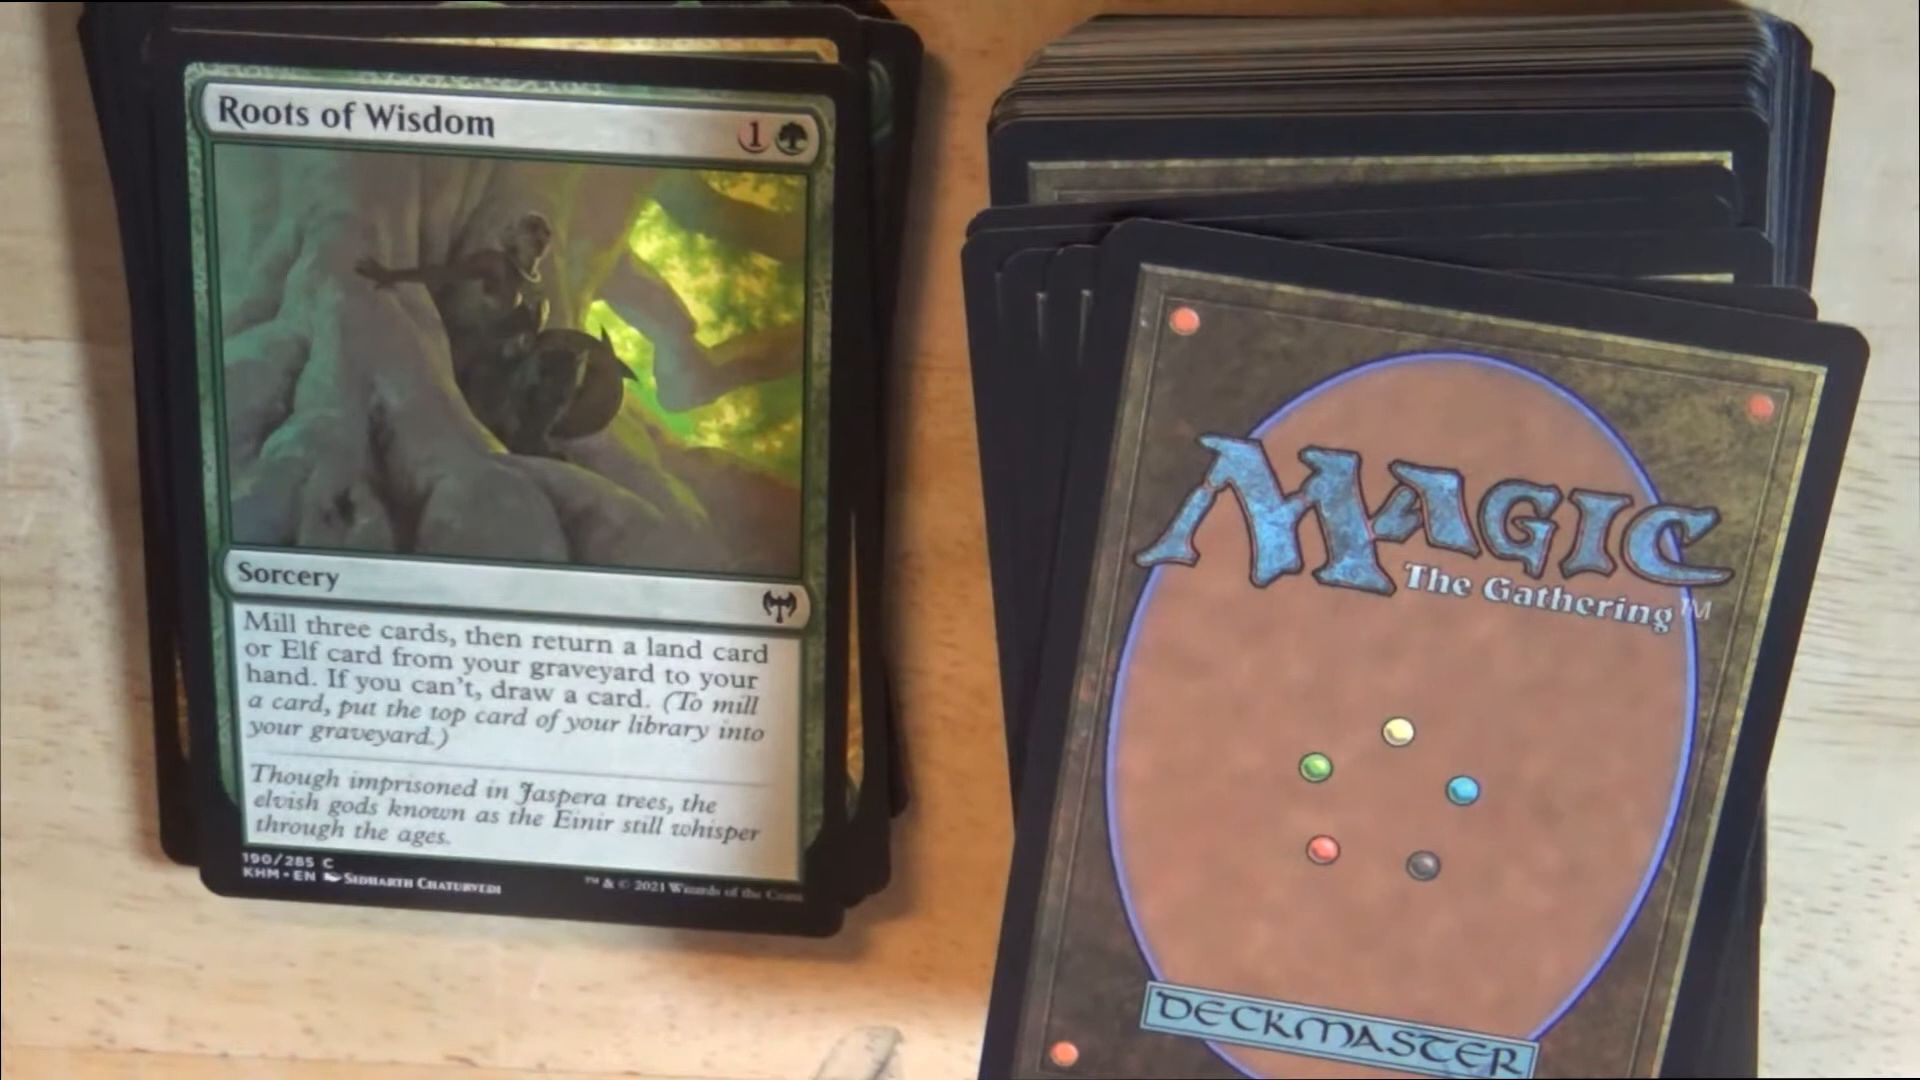 Roots of Wisdom
1
Sorcery
Mill three cards, then return a land card
or Elf card from your graveyard to your
hand. If you can't, draw a card. (To mill
a card, put the top card of your library into
your graveyard.)
Though imprisoned in Jaspera trees, the
elvish gods known as the Einir still whisper
through the ages.
190/285 C
KHM • EN Sidharth Chaturvedi
™ & © 2021 Wizards of the Coast
Magic
The Gathering™
Deckmaster